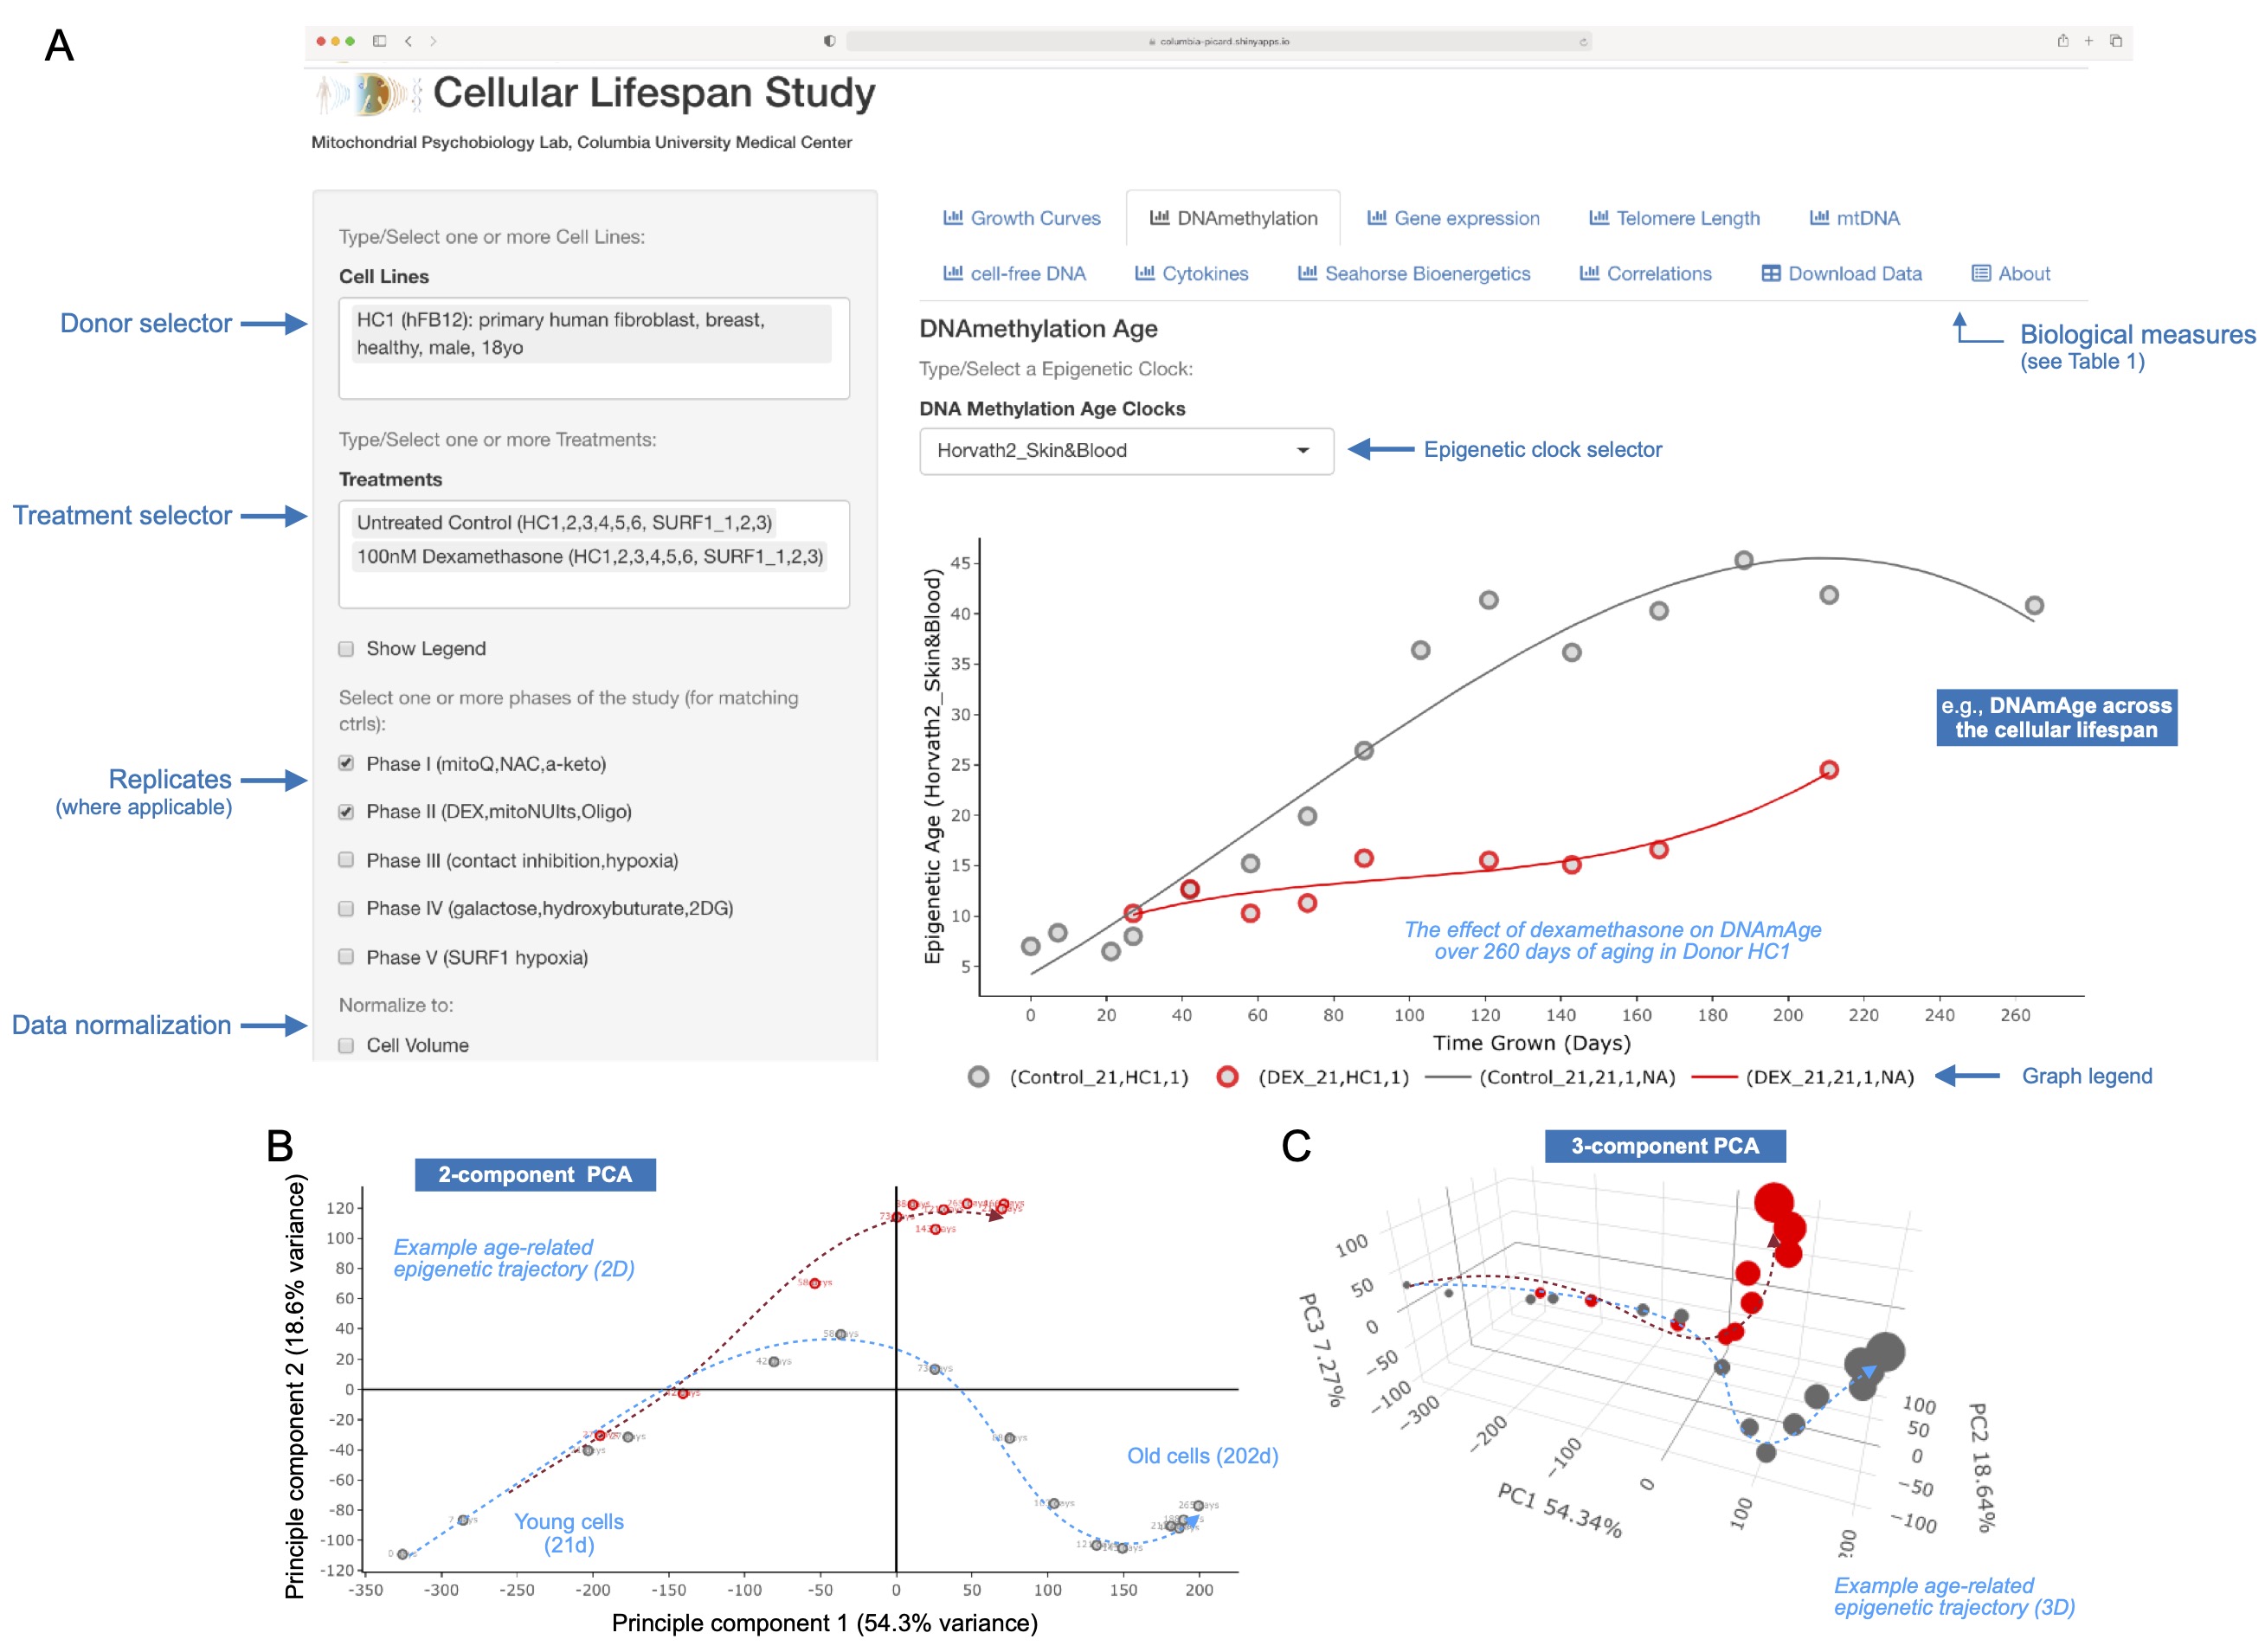 A
columbia-picard.shinyapps.io
Cellular Lifespan Study
Mitochondrial Psychobiology Lab, Columbia University Medical Center
Type/Select one or more Cell Lines:
Cell Lines
HC1 (hFB12): primary human fibroblast, breast,
healthy, male, 18yo
Type/Select one or more Treatments:
Treatments
Untreated Control (HC1,2,3,4,5,6, SURF1_1,2,3)
100nM Dexamethasone (HC1,2,3,4,5,6, SURF1_1,2,3)
Show Legend
Select one or more phases of the study (for matching
ctrls):
Phase I (mitoQ,NAC,a-keto)
Phase II (DEX,mitoNUIts,Oligo)
Phase III (contact inhibition,hypoxia)
Phase IV (galactose,hydroxybuturate,2DG)
Phase V (SURF1 hypoxia)
Normalize to:
Cell Volume
Donor selector
Treatment selector
Replicates
(where applicable)
Data normalization
Growth Curves
DNAmethylation
Gene expression
Telomere Length
mtDNA
cell-free DNA
Cytokines
Seahorse Bioenergetics
Correlations
Download Data
About
Biological measures
(see Table 1)
DNAmethylation Age
Type/Select a Epigenetic Clock:
DNA Methylation Age Clocks
Horvath2_Skin&Blood
Epigenetic clock selector
Epigenetic Age (Horvath2_Skin&Blood)
45
40
35
30
25
20
15
10
5
e.g., DNAmAge across
the cellular lifespan
The effect of dexamethasone on DNAmAge
over 260 days of aging in Donor HC1
0 20 40 60 80 100 120 140 160 180 200 220 240 260
Time Grown (Days)
(Control_21,HC1,1) (DEX_21,HC1,1) (Control_21,21,1,NA) (DEX_21,21,1,NA)
Graph legend
B
2-component PCA
Principle component 2 (18.6% variance)
120
100
80
60
40
20
0
-20
-40
-60
-80
-100
-120
Example age-related
epigenetic trajectory (2D)
Young cells
(21d)
Old cells (202d)
-350 -300 -250 -200 -150 -100 -50 0 50 100 150 200
Principle component 1 (54.3% variance)
C
3-component PCA
100
50
0
−50
−100
PC3 7.27%
−300
−200
−100
0
100
200
PC1 54.34%
100
50
0
−50
−100
PC2 18.64%
Example age-related
epigenetic trajectory (3D)